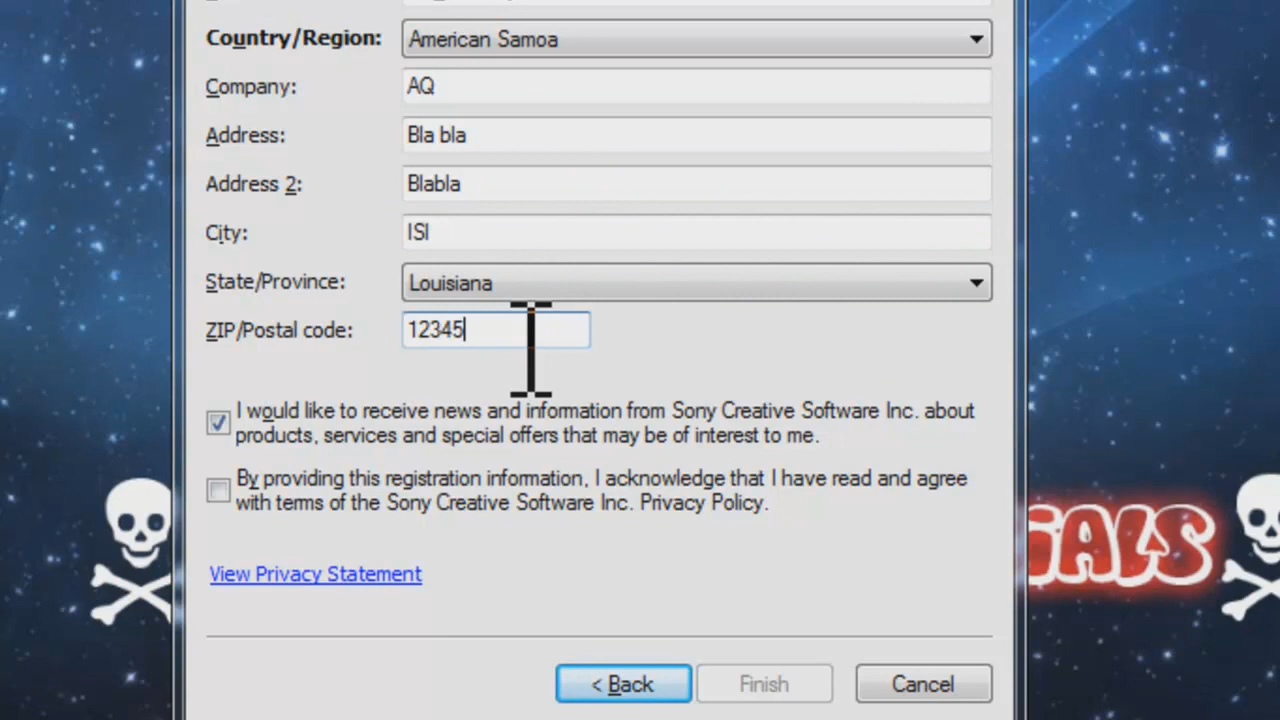 Country/Region: American Samoa
Company: AQ
Address: Bla bla
Address 2: Blabla
City: ISI
State/Province: Louisiana
ZIP/Postal code: 12345
I would like to receive news and information from Sony Creative Software Inc. about
products, services and special offers that may be of interest to me.
By providing this registration information, I acknowledge that I have read and agree
with terms of the Sony Creative Software Inc. Privacy Policy.
View Privacy Statement
< Back Finish Cancel